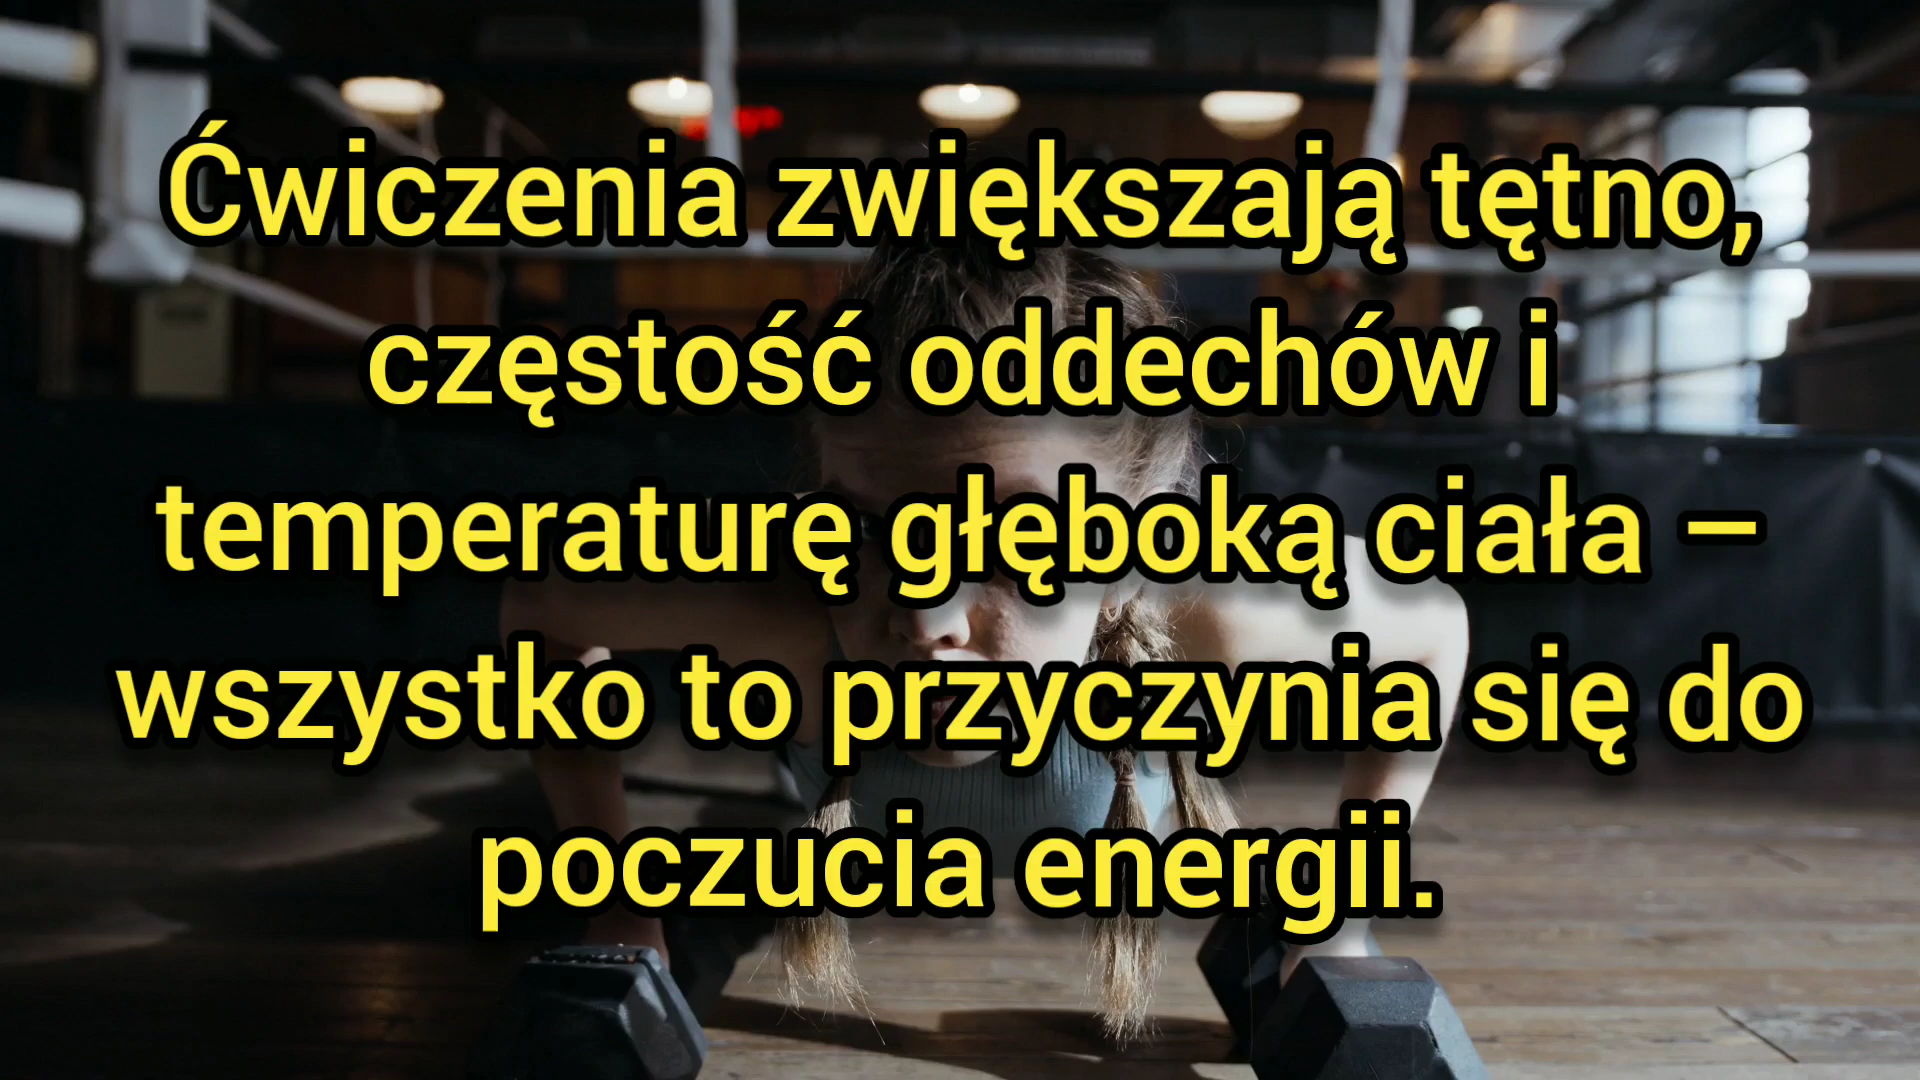 Ćwiczenia zwiększają tętno,
częstość oddechów i
temperaturę głęboką ciała –
wszystko to przyczynia się do
poczucia energii.